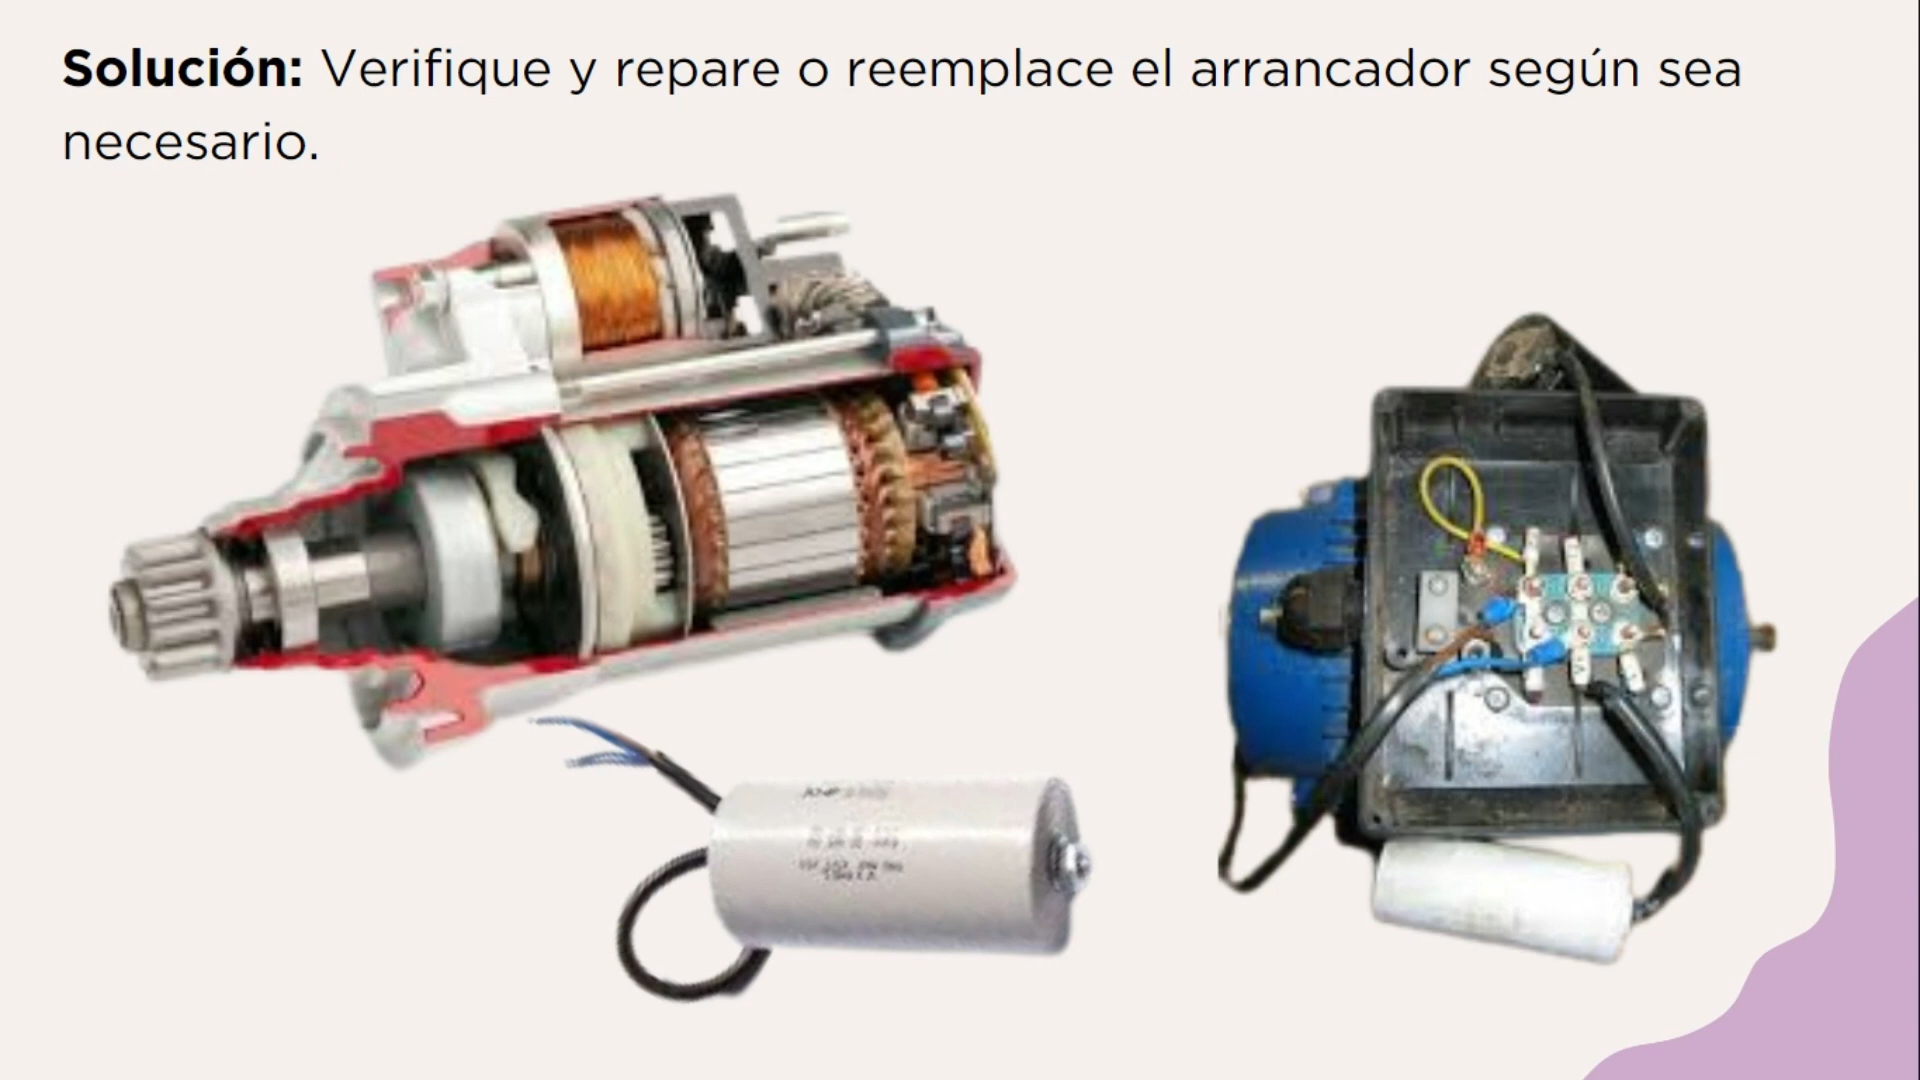 Solución: Verifique y repare o reemplace el arrancador según sea
necesario.